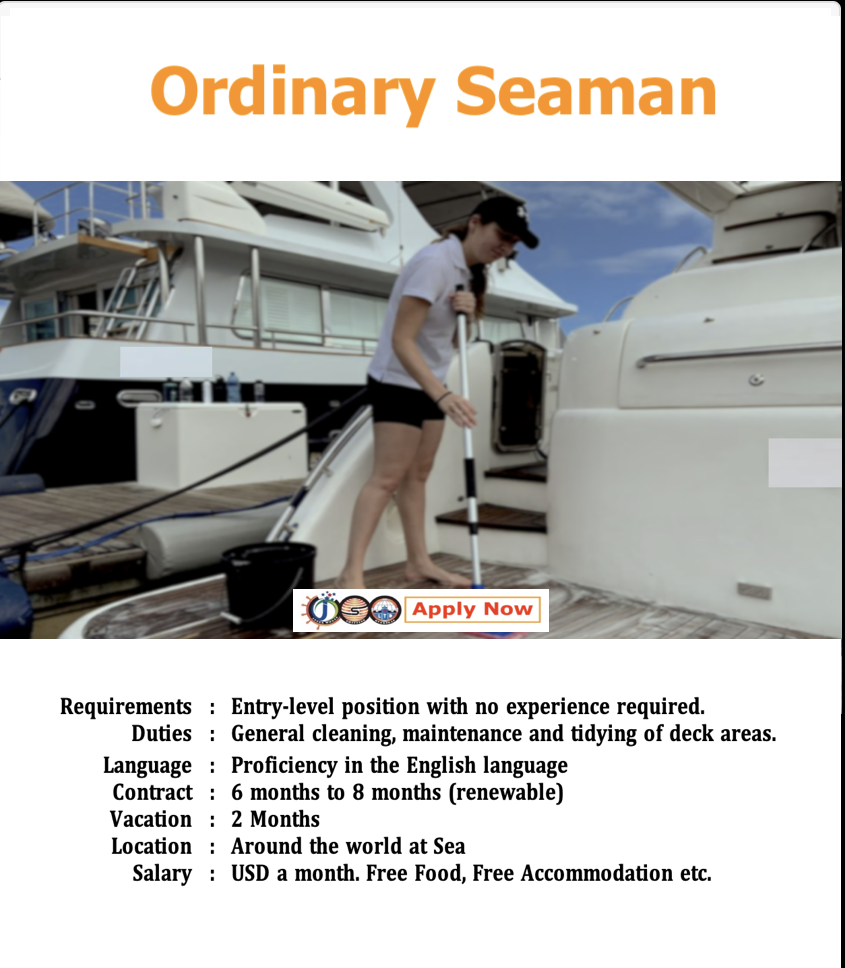 Ordinary Seaman
Apply Now
Requirements : Entry-level position with no experience required.
Duties : General cleaning, maintenance and tidying of deck areas.
Language : Proficiency in the English language
Contract : 6 months to 8 months (renewable)
Vacation : 2 Months
Location : Around the world at Sea
Salary : USD a month. Free Food, Free Accommodation etc.